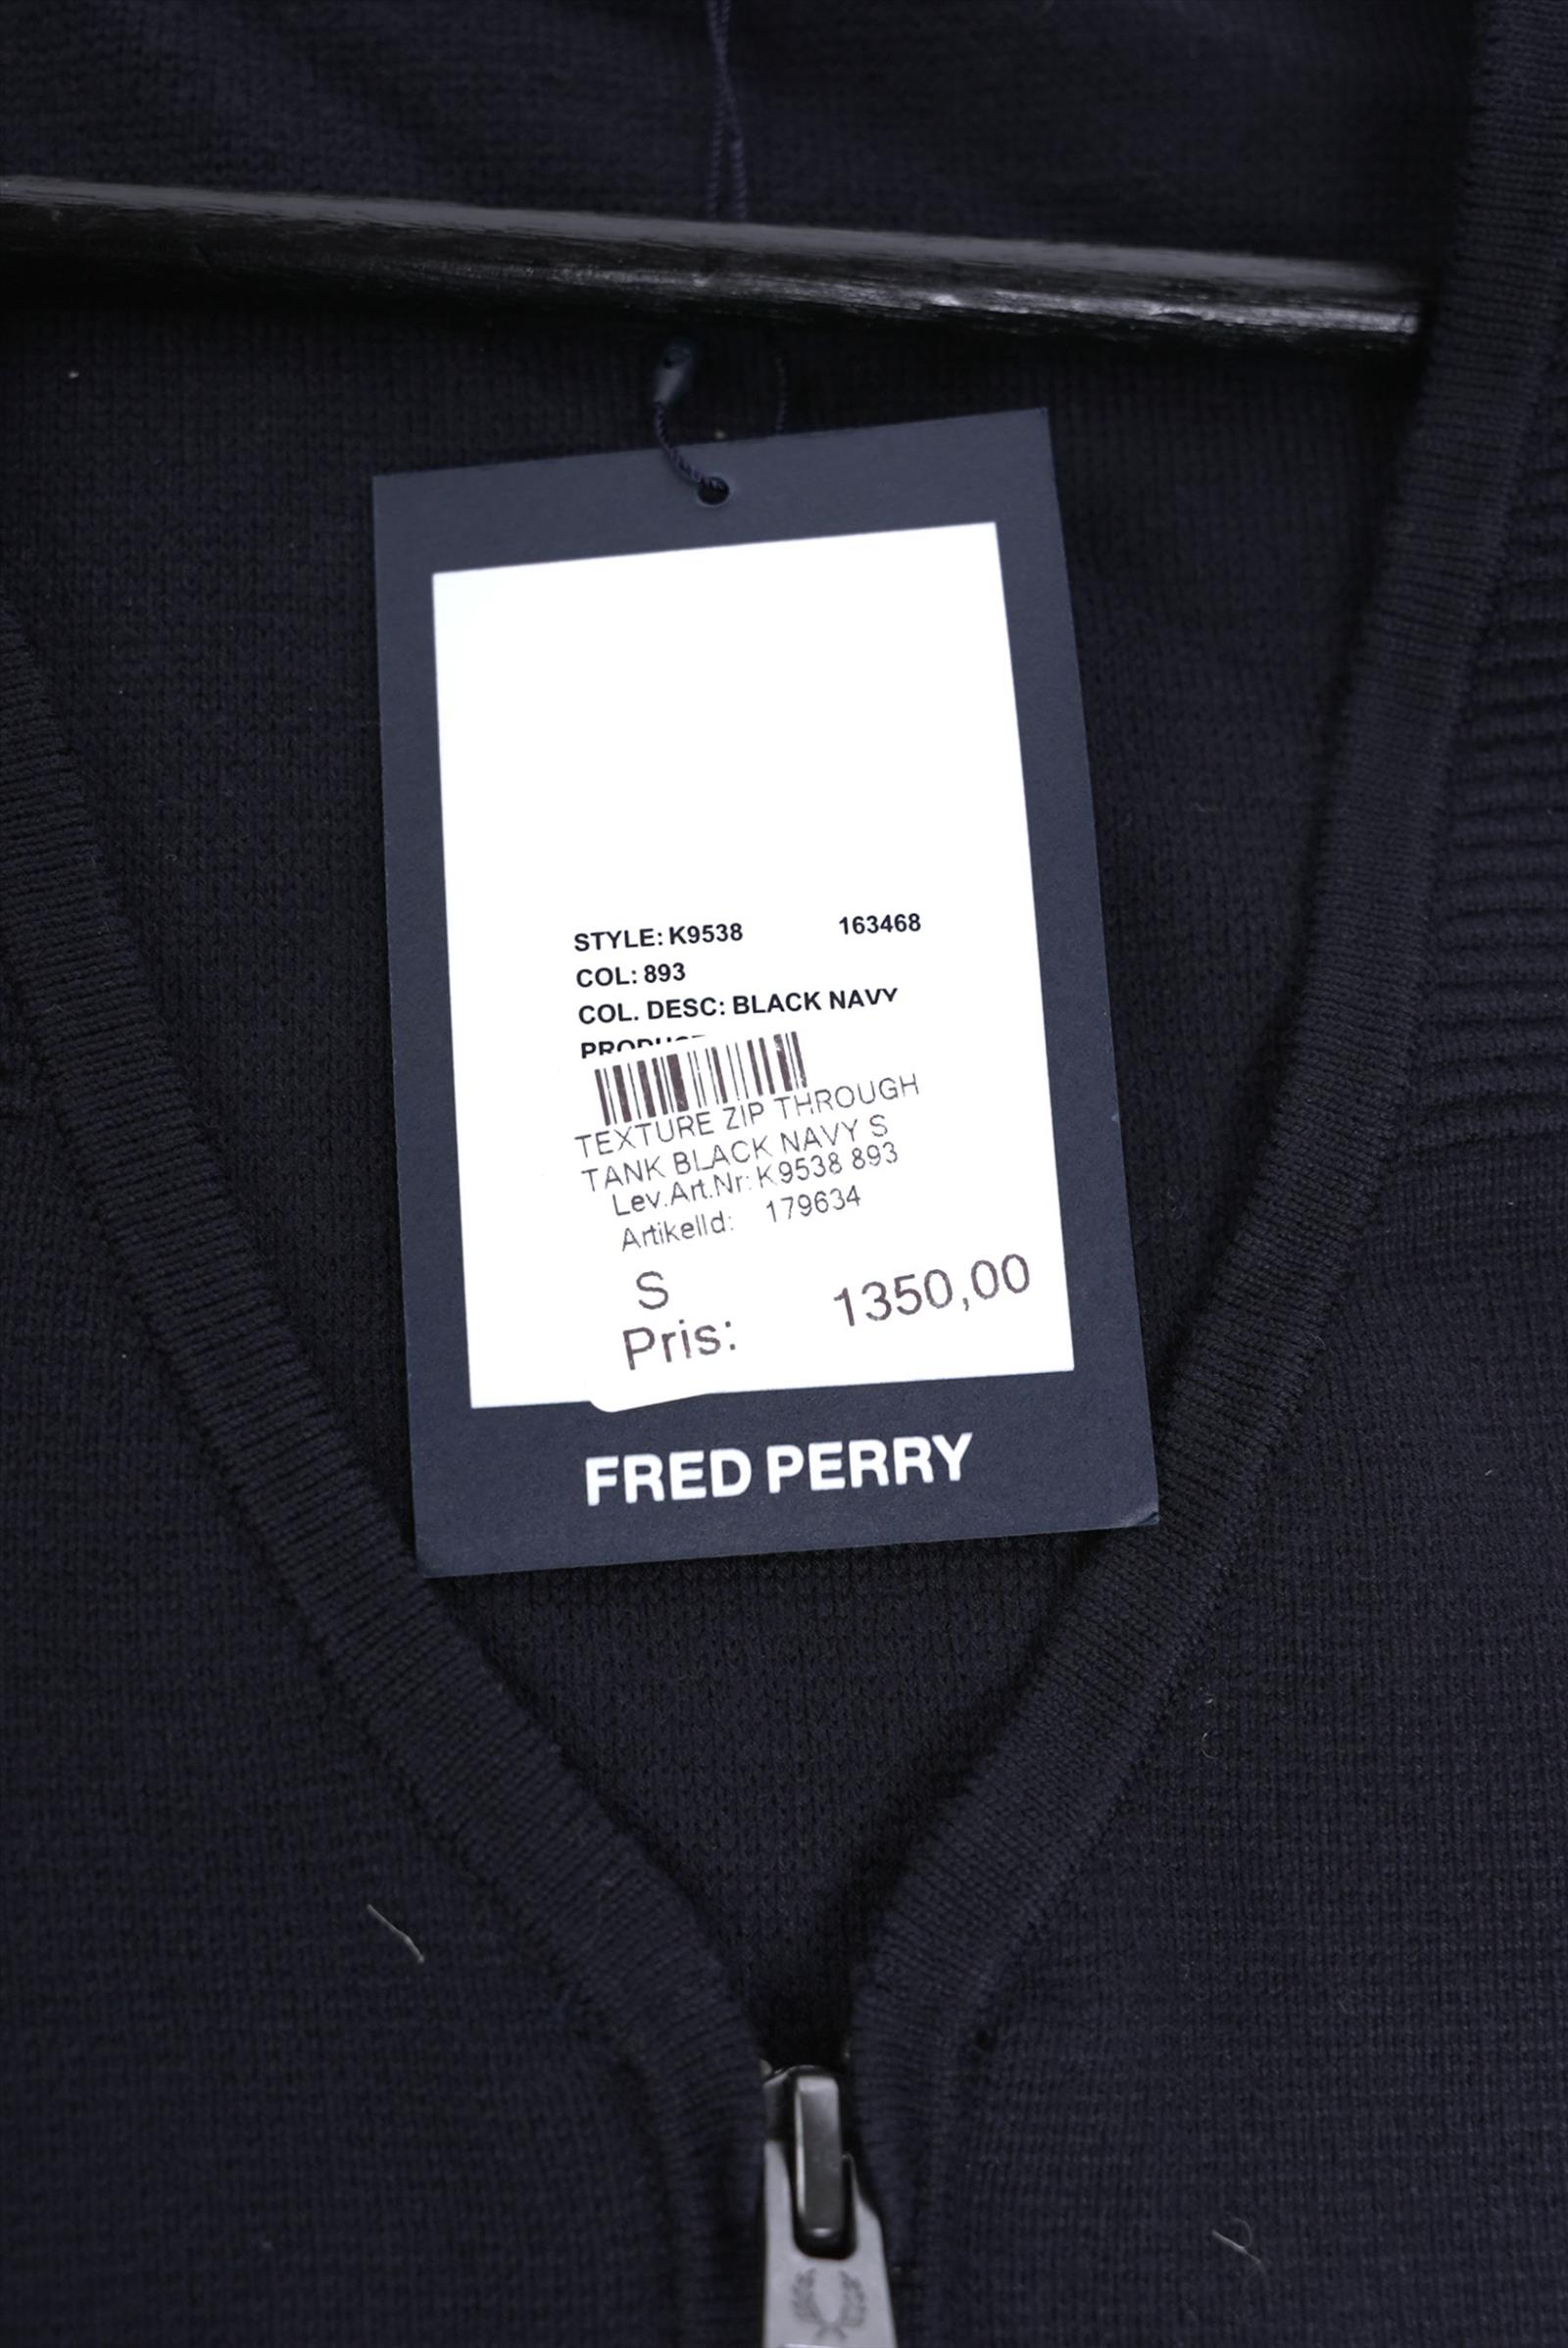 STYLE: K9538 163468
COL: 893
COL. DESC: BLACK NAVY
TEXTURE ZIP THROUGH
TANK BLACK NAVY S
Lev.Art.Nr: K9538 893
ArtikelId: 179634
S
Pris: 1350,00
FRED PERRY